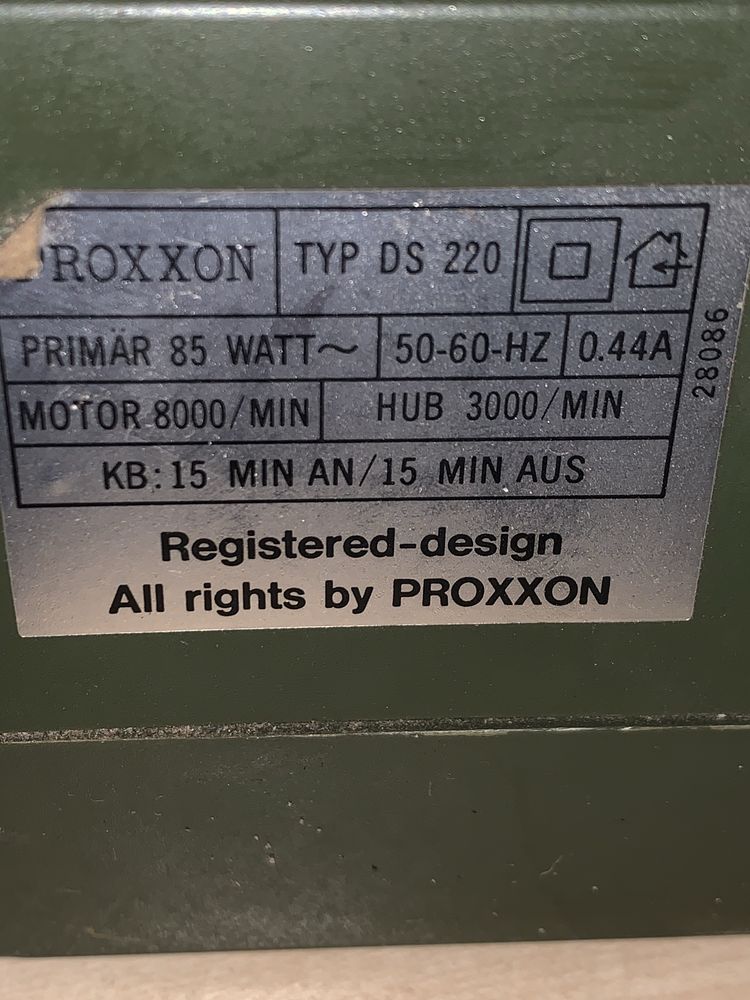 PROXXON TYP DS 220
PRIMÄR 85 WATT~ 50-60-HZ 0.44A
MOTOR 8000/MIN HUB 3000/MIN
KB: 15 MIN AN/15 MIN AUS
Registered-design
All rights by PROXXON
28086